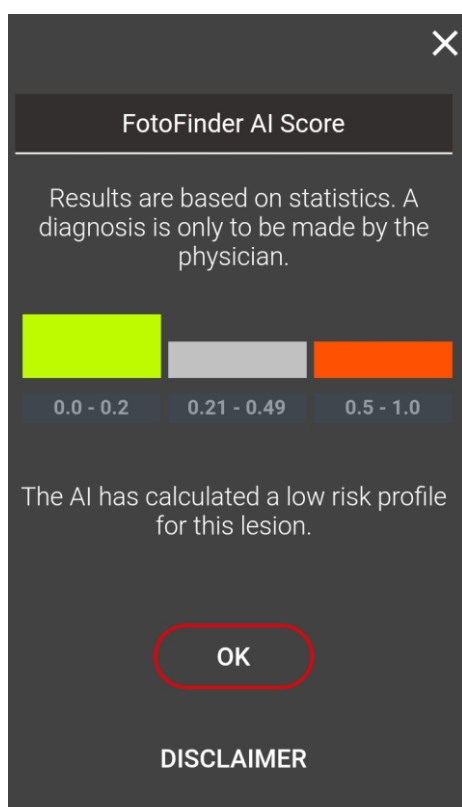 FotoFinder AI Score
Results are based on statistics. A
diagnosis is only to be made by the
physician.
0.0 - 0.2
0.21 - 0.49
0.5 - 1.0
The AI has calculated a low risk profile
for this lesion.
OK
DISCLAIMER